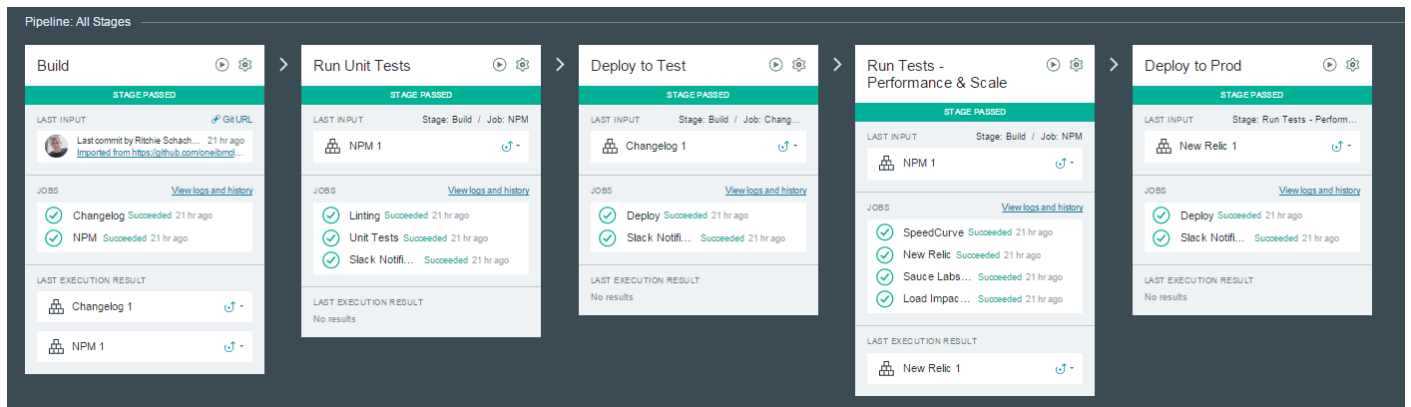 Pipeline: All Stages
Build
STAGE PASSED
LAST INPUT Git URL
Last commit by Ritchie Schach... 21 hr ago
Imported from https://github.com/oneibmcl...
JOBS View logs and history
Changelog Succeeded 21 hr ago
NPM Succeeded 21 hr ago
LAST EXECUTION RESULT
Changelog 1
NPM 1
Run Unit Tests
STAGE PASSED
LAST INPUT Stage: Build / Job: NPM
NPM 1
JOBS View logs and history
Linting Succeeded 21 hr ago
Unit Tests Succeeded 21 hr ago
Slack Notifi... Succeeded 21 hr ago
LAST EXECUTION RESULT
No results
Deploy to Test
STAGE PASSED
LAST INPUT Stage: Build / Job: Chang...
Changelog 1
JOBS View logs and history
Deploy Succeeded 21 hr ago
Slack Notifi... Succeeded 21 hr ago
LAST EXECUTION RESULT
No results
Run Tests -
Performance & Scale
STAGE PASSED
LAST INPUT Stage: Build / Job: NPM
NPM 1
JOBS View logs and history
SpeedCurve Succeeded 21 hr ago
New Relic Succeeded 21 hr ago
Sauce Labs... Succeeded 21 hr ago
Load Impac... Succeeded 21 hr ago
LAST EXECUTION RESULT
New Relic 1
Deploy to Prod
STAGE PASSED
LAST INPUT Stage: Run Tests - Perform...
New Relic 1
JOBS View logs and history
Deploy Succeeded 21 hr ago
Slack Notifi... Succeeded 21 hr ago
LAST EXECUTION RESULT
No results